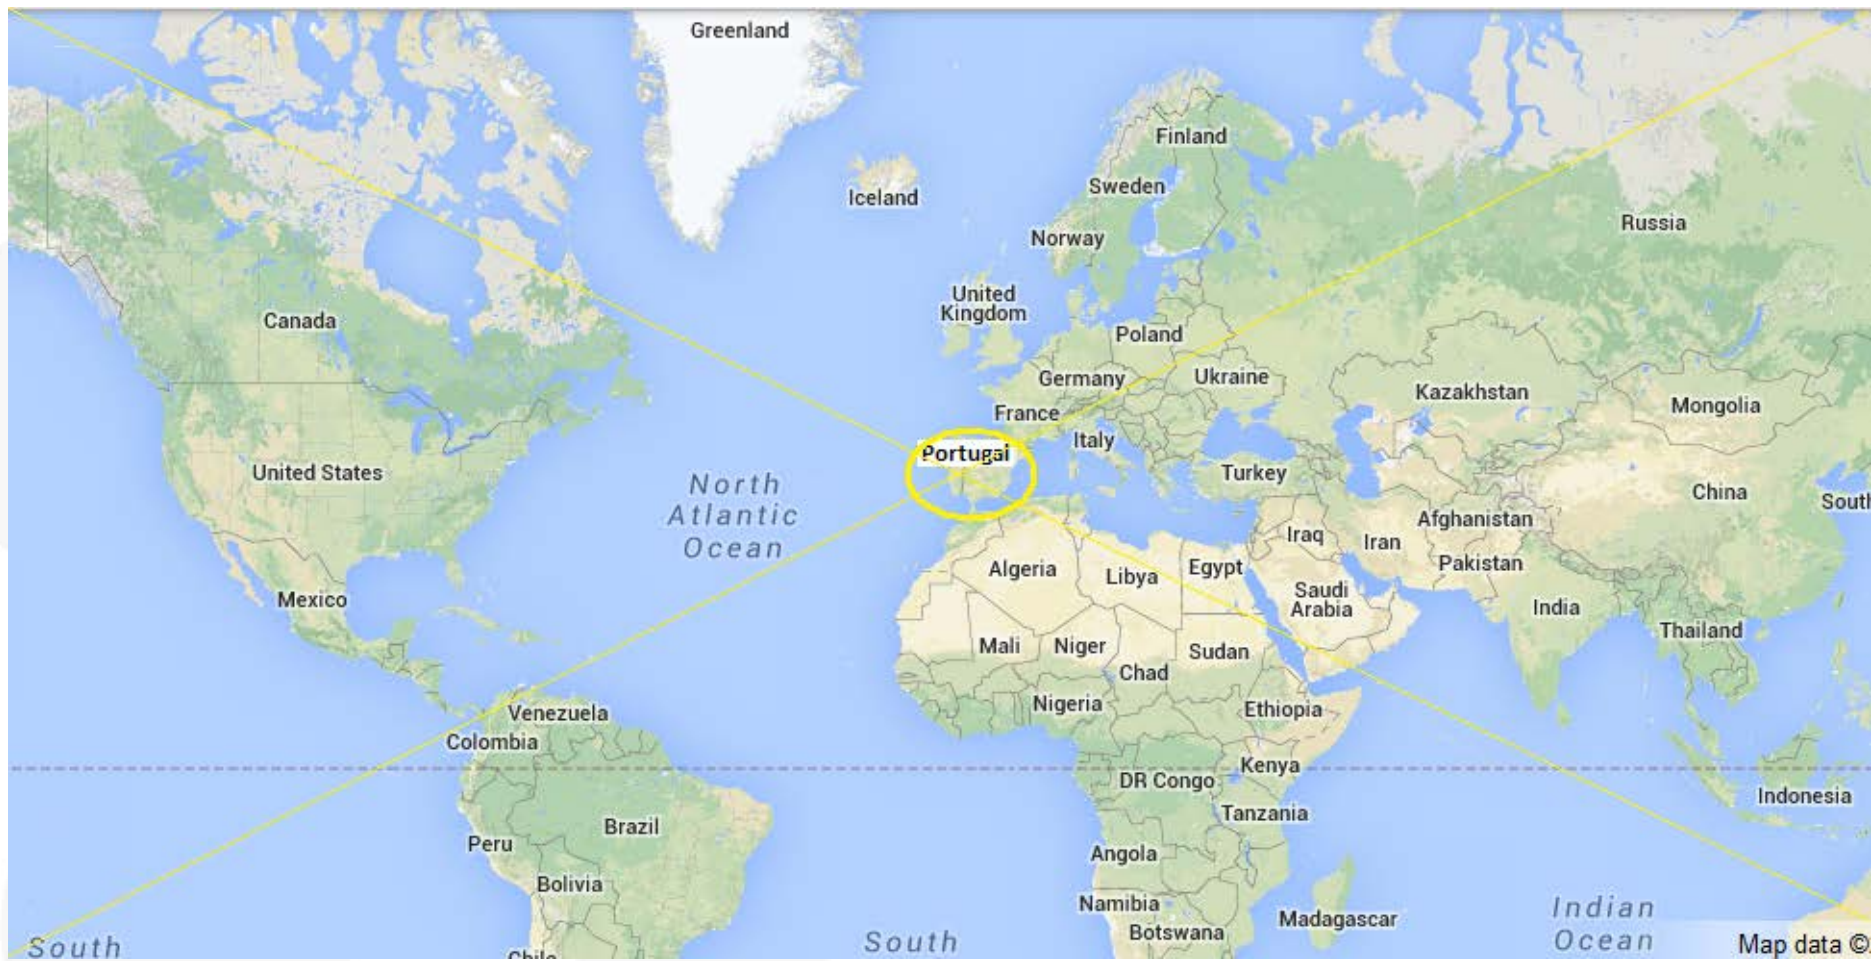 Greenland
Finland
Iceland
Sweden
Russia
Norway
United
Kingdom
Canada
Poland
Germany
Ukraine
Kazakhstan
Mongolia
France
Italy
Portugal
United States
Turkey
North
Atlantic
Ocean
China
South
Afghanistan
Iraq
Iran
Pakistan
Algeria
Libya
Egypt
Saudi
Arabia
India
Mexico
Thailand
Mali
Niger
Sudan
Chad
Nigeria
Ethiopia
Venezuela
Colombia
Kenya
DR Congo
Indonesia
Tanzania
Brazil
Peru
Angola
Bolivia
Namibia
Madagascar
Botswana
Indian
Ocean
South
South
Chile
Map data ©